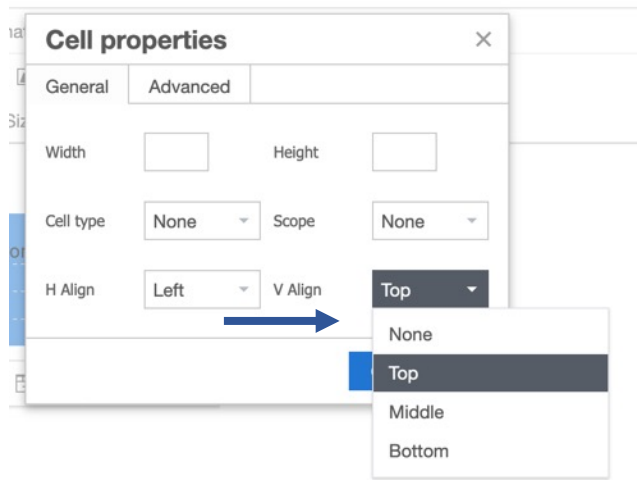 Cell properties
General Advanced
Width Height
Cell type None Scope None
H Align Left V Align Top
None
Top
Middle
Bottom